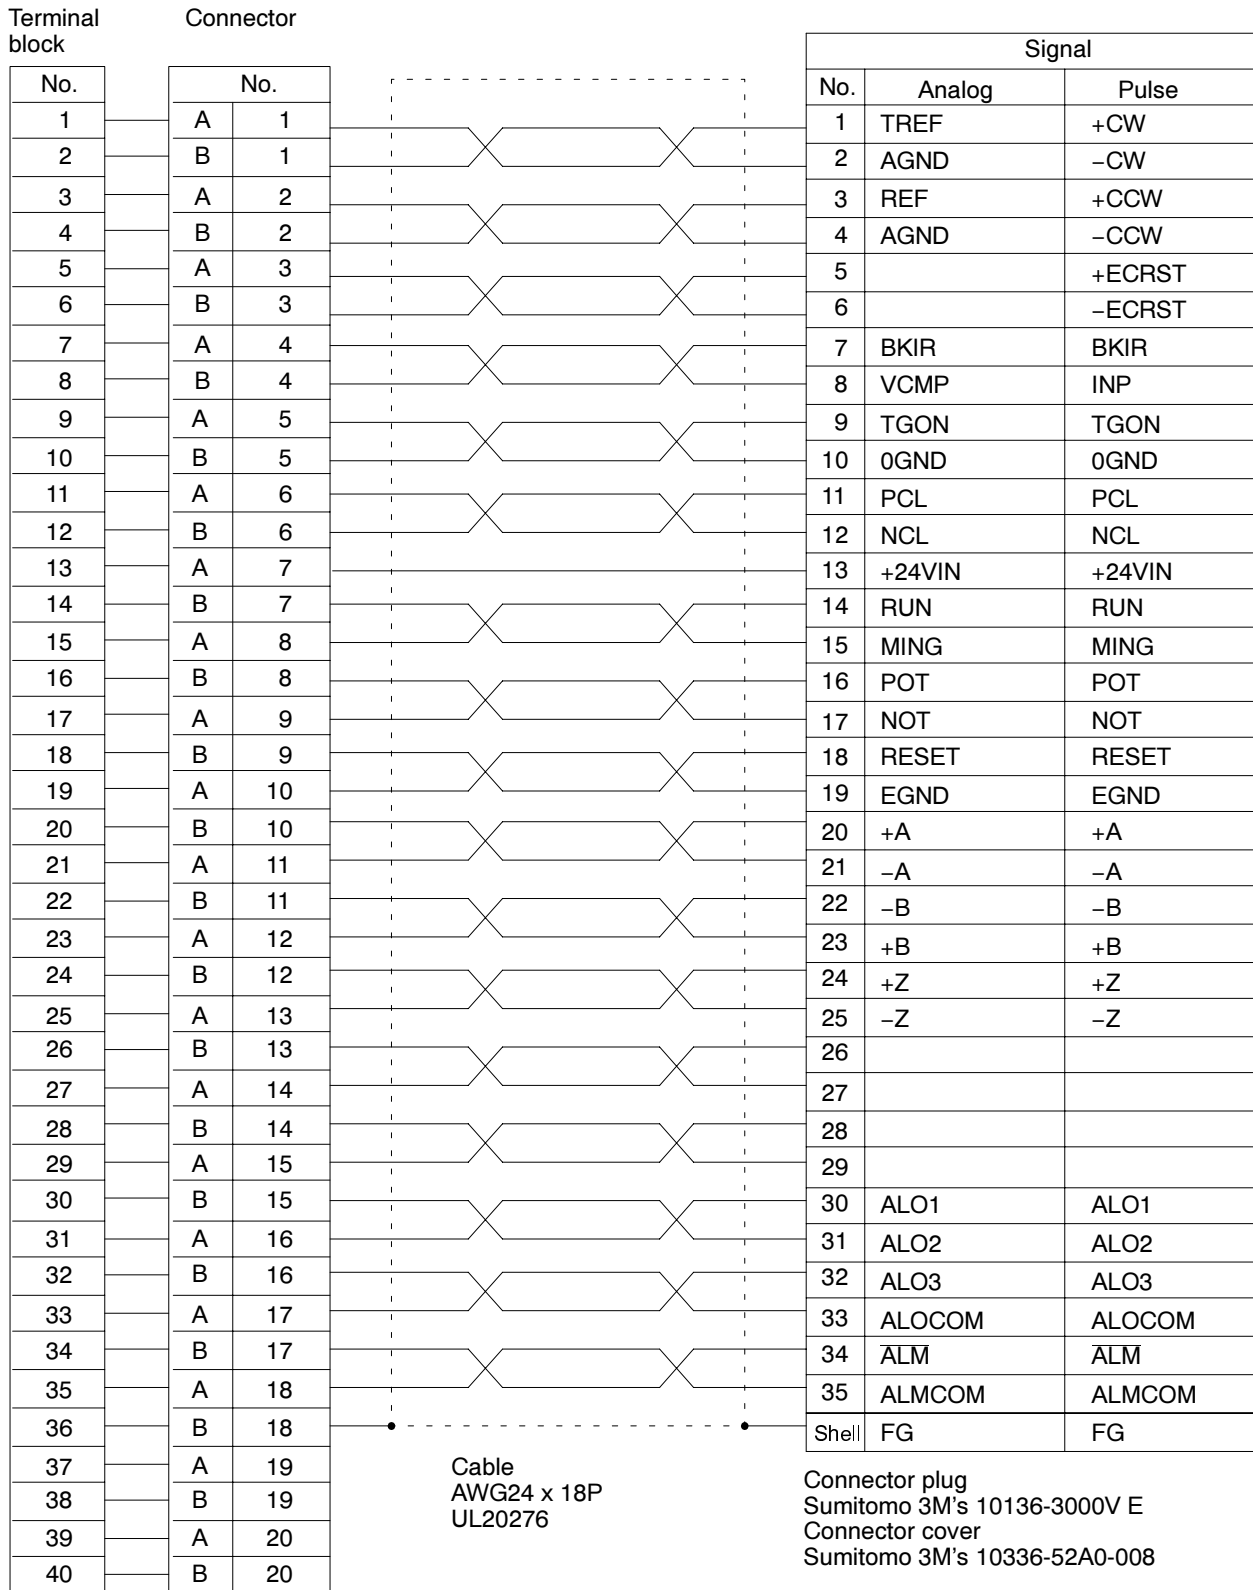 Terminal block
Connector
Signal
No. No. No. Analog Pulse
1 A 1 1 TREF +CW
2 B 1 2 AGND −CW
3 A 2 3 REF +CCW
4 B 2 4 AGND −CCW
5 A 3 5 +ECRST
6 B 3 6 −ECRST
7 A 4 7 BKIR BKIR
8 B 4 8 VCMP INP
9 A 5 9 TGON TGON
10 B 5 10 0GND 0GND
11 A 6 11 PCL PCL
12 B 6 12 NCL NCL
13 A 7 13 +24VIN +24VIN
14 B 7 14 RUN RUN
15 A 8 15 MING MING
16 B 8 16 POT POT
17 A 9 17 NOT NOT
18 B 9 18 RESET RESET
19 A 10 19 EGND EGND
20 B 10 20 +A +A
21 A 11 21 −A −A
22 B 11 22 −B −B
23 A 12 23 +B +B
24 B 12 24 +Z +Z
25 A 13 25 −Z −Z
26 B 13 26
27 A 14 27
28 B 14 28
29 A 15 29
30 B 15 30 ALO1 ALO1
31 A 16 31 ALO2 ALO2
32 B 16 32 ALO3 ALO3
33 A 17 33 ALOCOM ALOCOM
34 B 17 34 A̅L̅M̅ A̅L̅M̅
35 A 18 35 ALMCOM ALMCOM
36 B 18 Shell FG FG
37 A 19
38 B 19
39 A 20
40 B 20
Cable
AWG24 x 18P
UL20276
Connector plug
Sumitomo 3M's 10136-3000V E
Connector cover
Sumitomo 3M's 10336-52A0-008